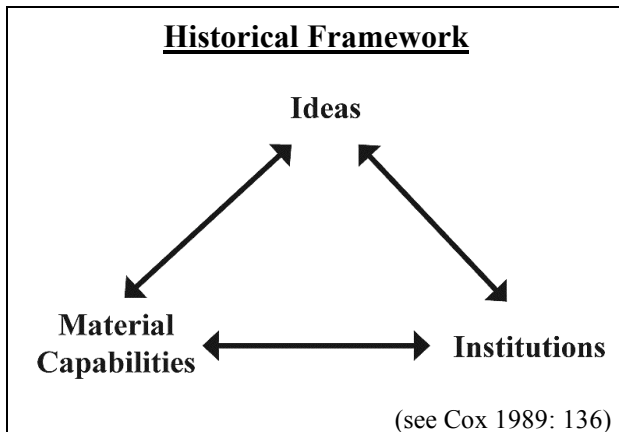 Historical Framework
Ideas
Material
Capabilities
Institutions
(see Cox 1989: 136)